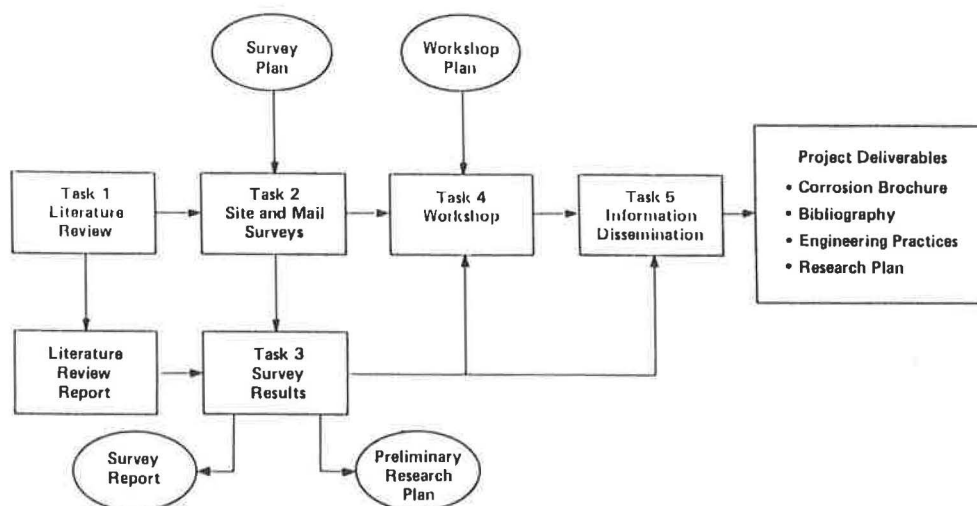 Survey
Plan
Workshop
Plan
Task 1
Literature
Review
Task 2
Site and Mail
Surveys
Task 4
Workshop
Task 5
Information
Dissemination
Project Deliverables
• Corrosion Brochure
• Bibliography
• Engineering Practices
• Research Plan
Literature
Review
Report
Task 3
Survey
Results
Survey
Report
Preliminary
Research
Plan